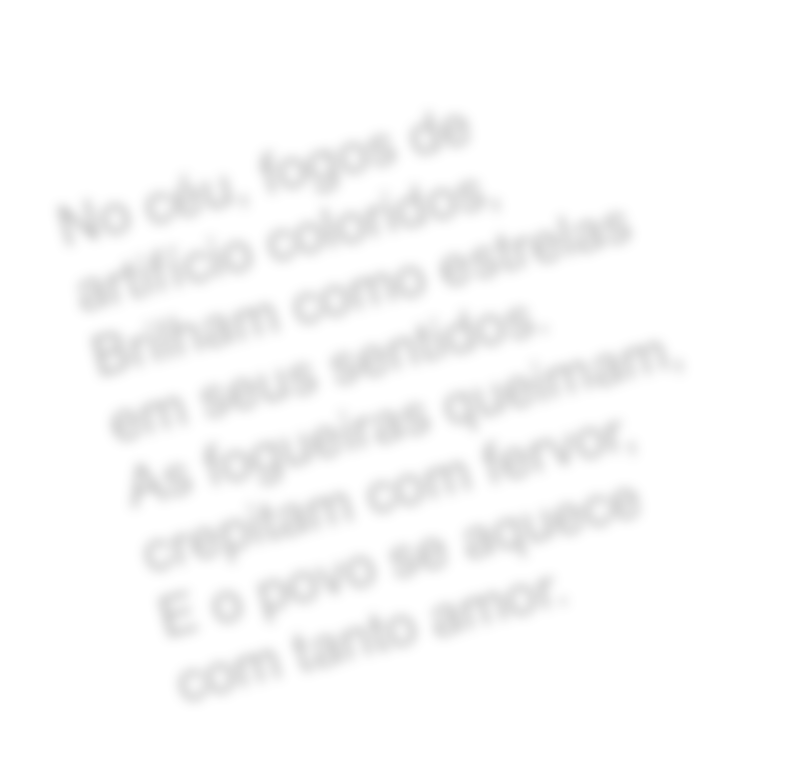 No céu, fogos de
artifício coloridos,
Brilham como estrelas
em seus sentidos.
As fogueiras queimam,
crepitam com fervor,
E o povo se aquece
com tanto amor.